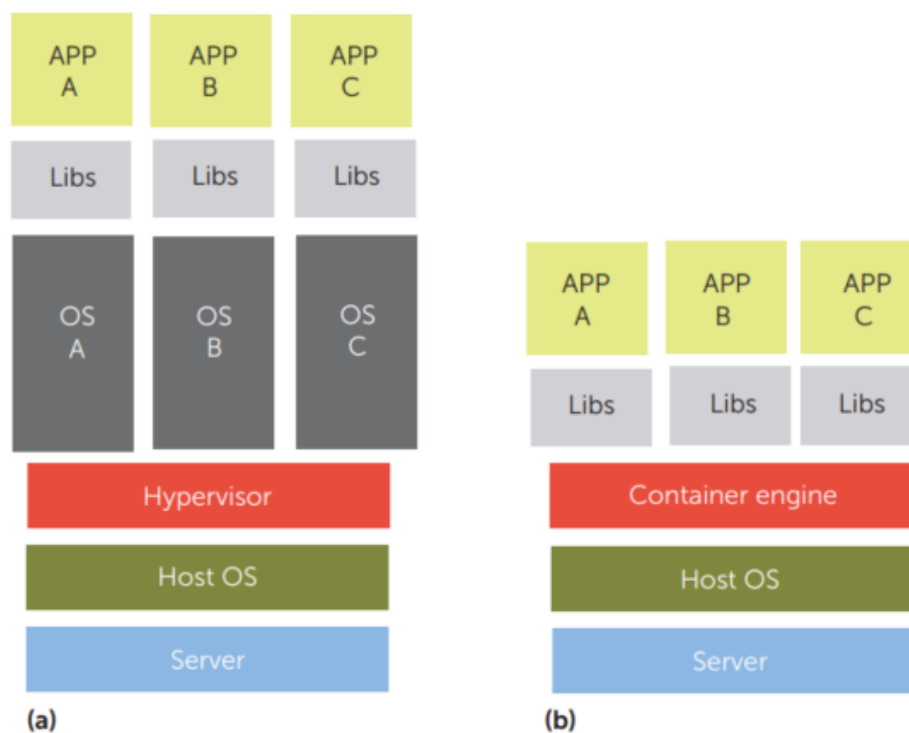 APP
A
APP
B
APP
C
Libs
Libs
Libs
OS
A
OS
B
OS
C
Hypervisor
Host OS
Server
(a)
APP
A
APP
B
APP
C
Libs
Libs
Libs
Container engine
Host OS
Server
(b)